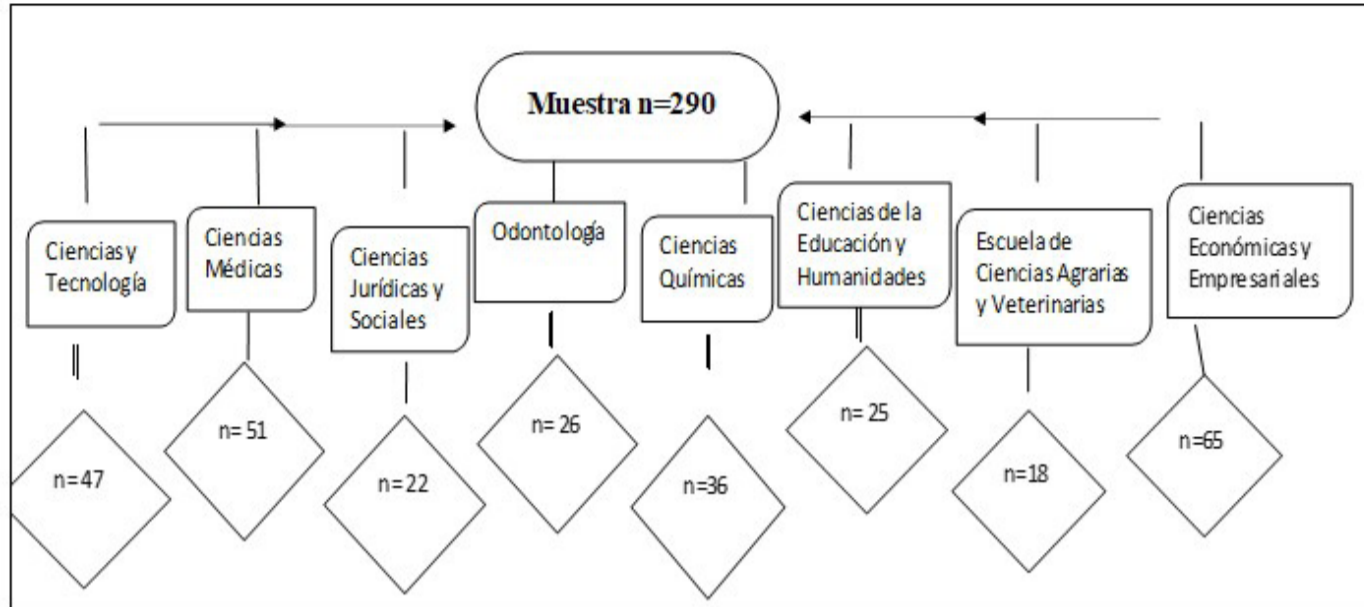 Muestra n=290
Ciencias y
Tecnología
Ciencias
Médicas
Ciencias
Jurídicas y
Sociales
Odontología
Ciencias
Químicas
Ciencias de la
Educación y
Humanidades
Escuela de
Ciencias Agrarias
y Veterinarias
Ciencias
Económicas y
Empresariales
n= 47
n= 51
n= 22
n= 26
n=36
n= 25
n=18
n=65